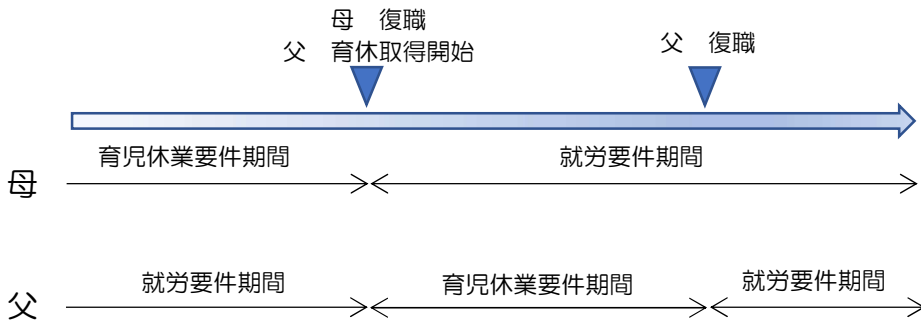 母　復職
父　育休取得開始
父　復職
育児休業要件期間
就労要件期間
母
就労要件期間
育児休業要件期間
就労要件期間
父